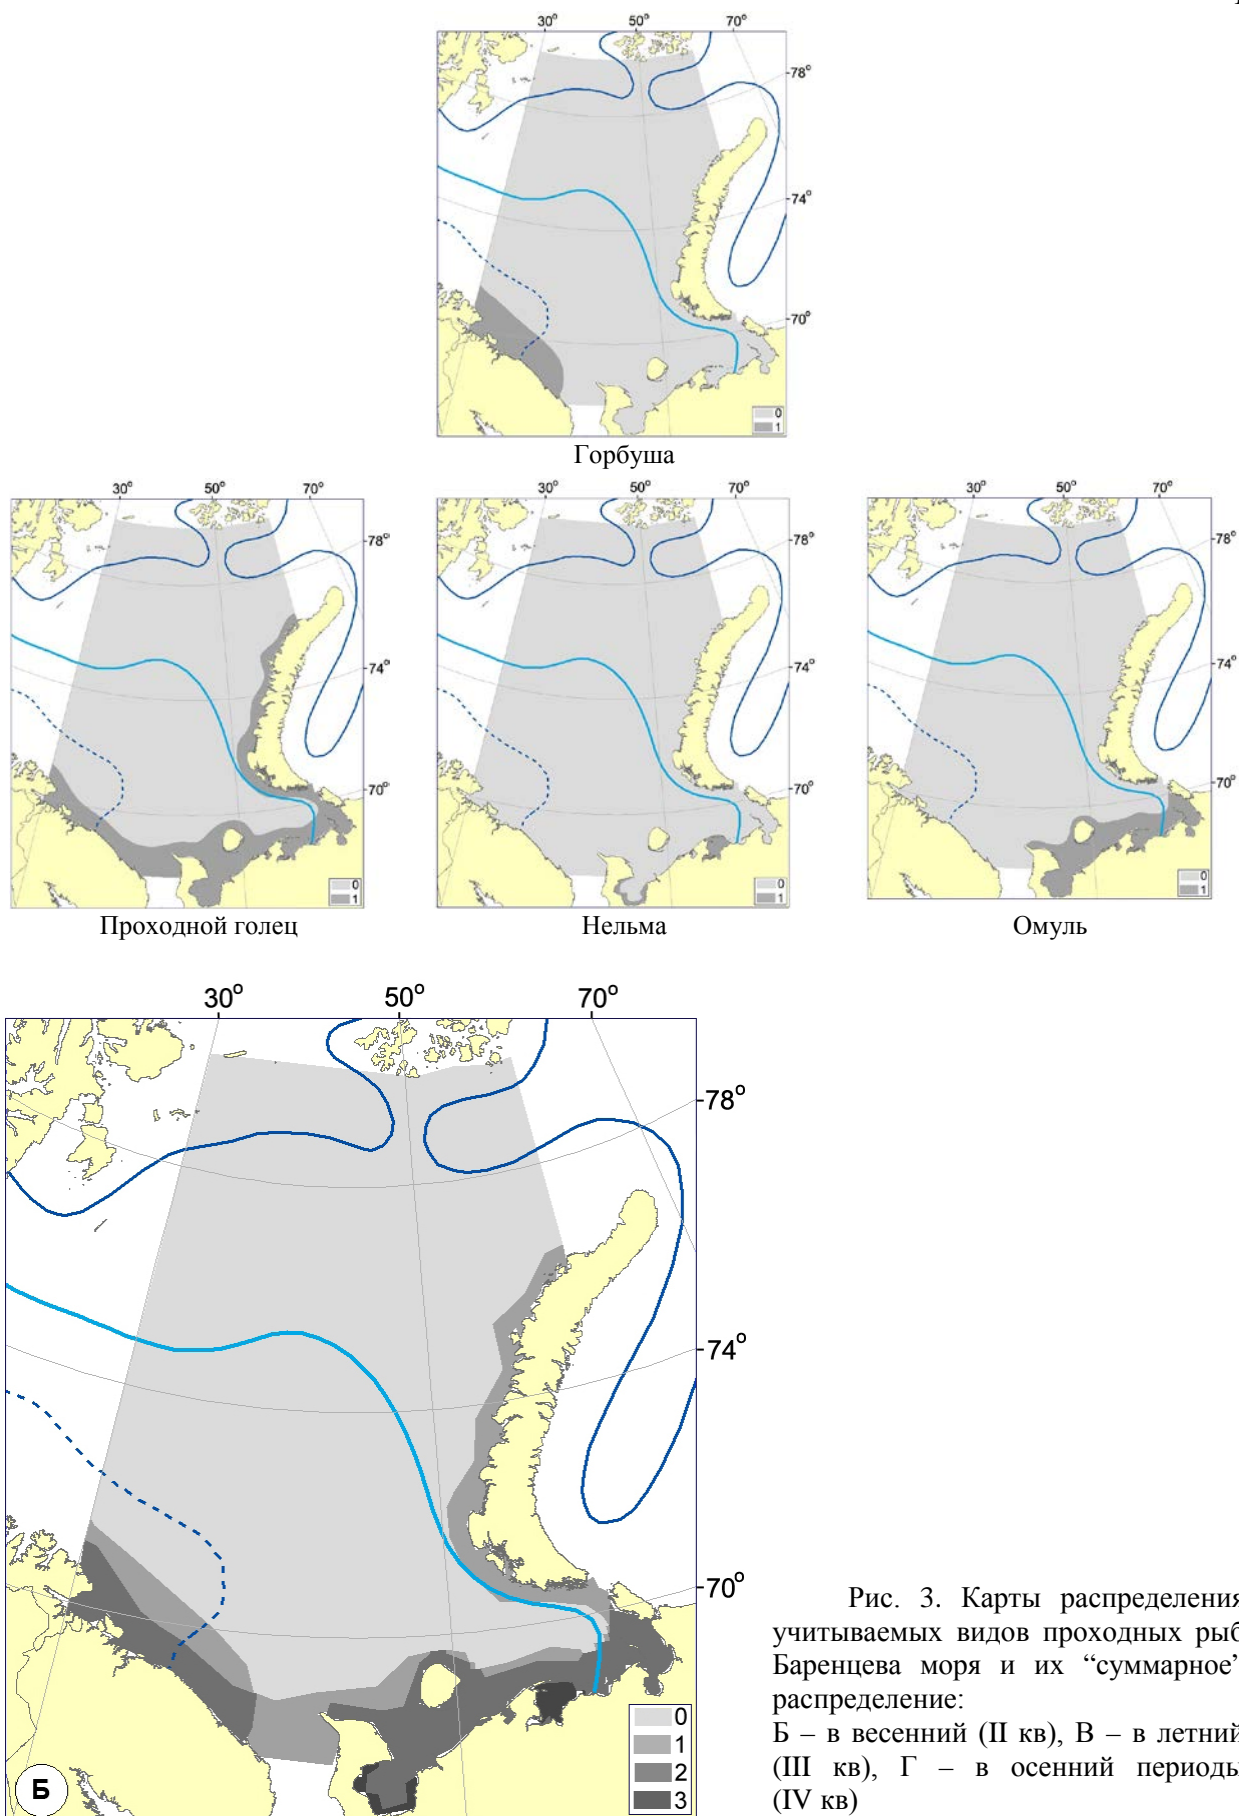 30° 50° 70°
78°
74°
70°
0
1
Горбуша
30° 50° 70°
78°
74°
70°
0
1
Проходной голец
30° 50° 70°
78°
74°
70°
0
1
Нельма
30° 50° 70°
78°
74°
70°
0
1
Омуль
30° 50° 70°
78°
74°
70°
0
1
2
3
Б
Рис. 3. Карты распределения
учитываемых видов проходных рыб
Баренцева моря и их “суммарное”
распределение:
Б – в весенний (II кв), В – в летний
(III кв), Г – в осенний периоды
(IV кв)